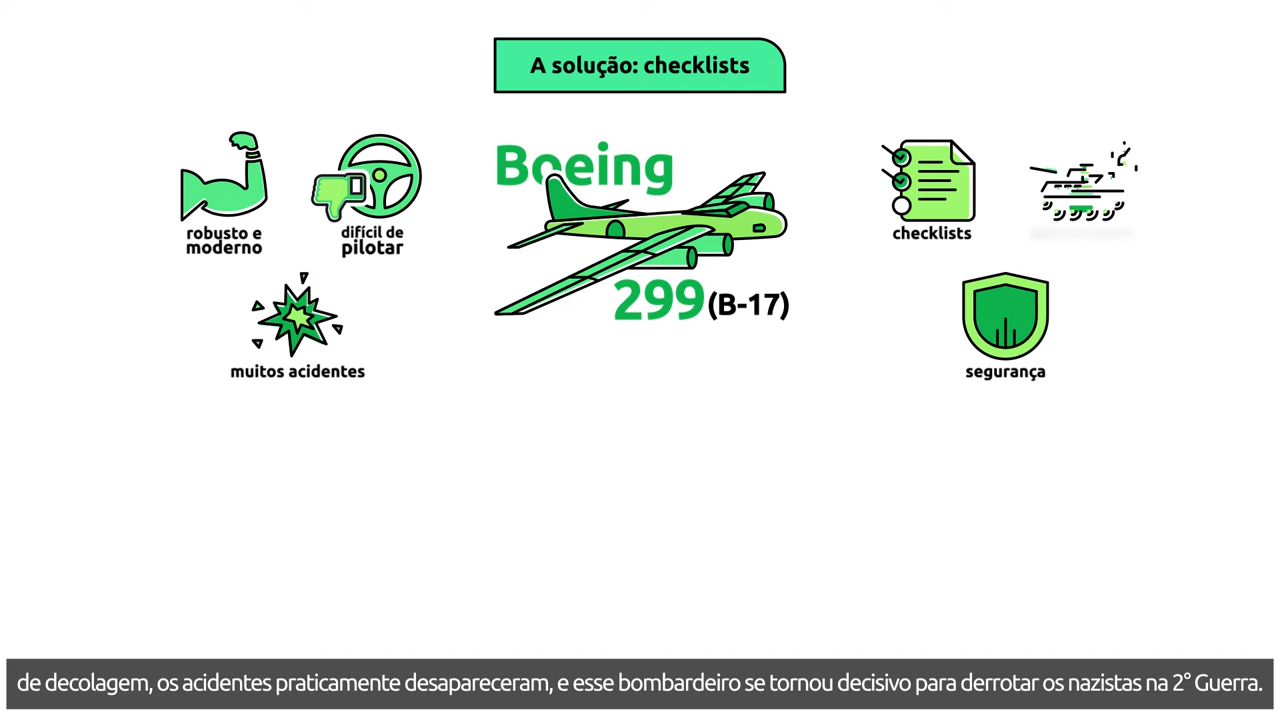 A solução: checklists
robusto e
moderno
difícil de
pilotar
muitos acidentes
Boeing
299 (B-17)
checklists
segurança
de decolagem, os acidentes praticamente desapareceram, e esse bombardeiro se tornou decisivo para derrotar os nazistas na 2° Guerra.